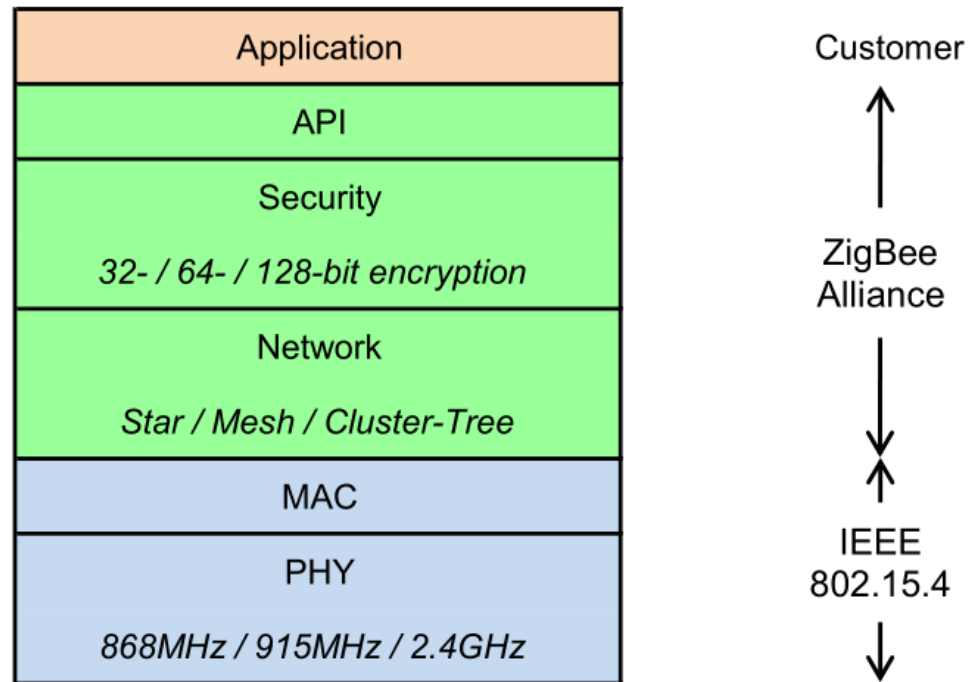 Application
Customer
API
Security
32- / 64- / 128-bit encryption
ZigBee
Alliance
Network
Star / Mesh / Cluster-Tree
MAC
PHY
IEEE
802.15.4
868MHz / 915MHz / 2.4GHz